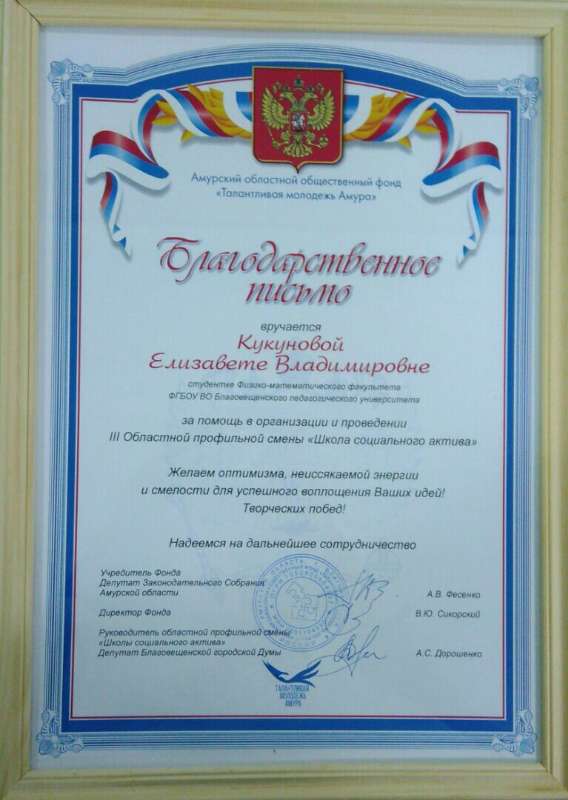 Амурский областной общественный фонд
«Талантливая молодежь Амура»
Благодарственное
письмо
вручается
Кукуновой
Елизавете Владимировне
студентке Физико-математического факультета
ФГБОУ ВО Благовещенского педагогического университета
за помощь в организации и проведении
III Областной профильной смены «Школа социального актива»
Желаем оптимизма, неиссякаемой энергии
и смелости для успешного воплощения Ваших идей!
Творческих побед!
Надеемся на дальнейшее сотрудничество
Учредитель Фонда
Депутат Законодательного Собрания
Амурской области А.В. Фесенко
Директор Фонда В.Ю. Сикорский
Руководитель областной профильной смены
«Школы социального актива»
Депутат Благовещенской городской Думы А.С. Дорошенко
ТАЛАНТЛИВАЯ
МОЛОДЕЖЬ
АМУРА